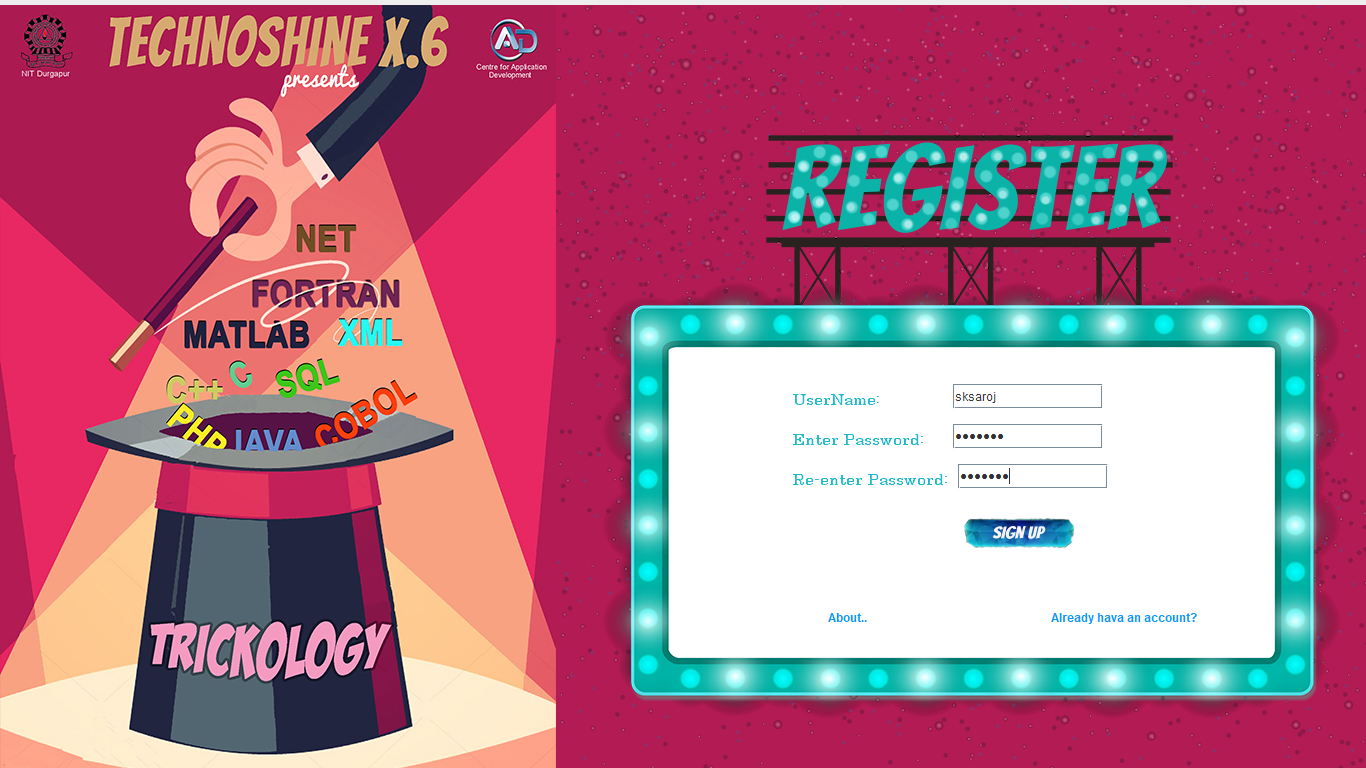 TECHNOSHINE X.6
presents
NIT Durgapur
Centre for Application
Development
NET
FORTRAN
MATLAB
XML
C++
C
SQL
PHP
JAVA
COBOL
TRICKOLOGY
REGISTER
UserName:
sksaroj
Enter Password:
•••••••
Re-enter Password:
•••••••
SIGN UP
About..
Already hava an account?